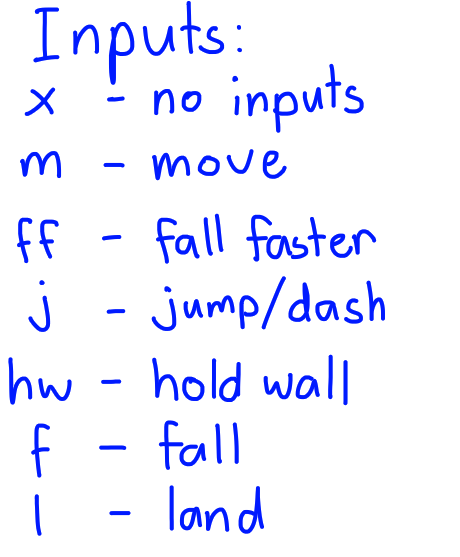 Inputs:
x - no inputs
m - move
ff - fall faster
j - jump/dash
hw - hold wall
f - fall
l - land